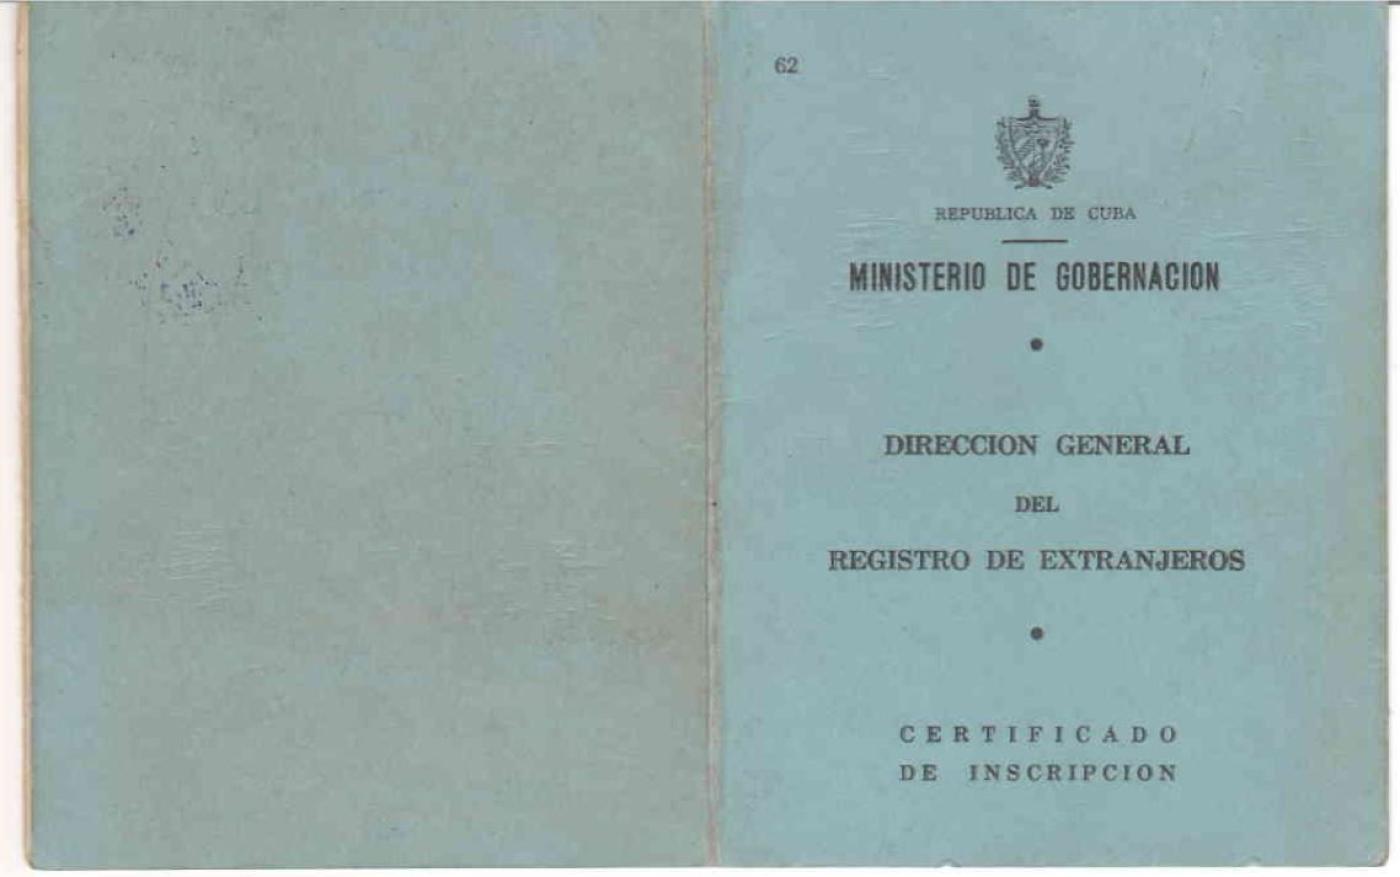 62
REPUBLICA DE CUBA
MINISTERIO DE GOBERNACION
DIRECCION GENERAL
DEL
REGISTRO DE EXTRANJEROS
CERTIFICADO
DE INSCRIPCION